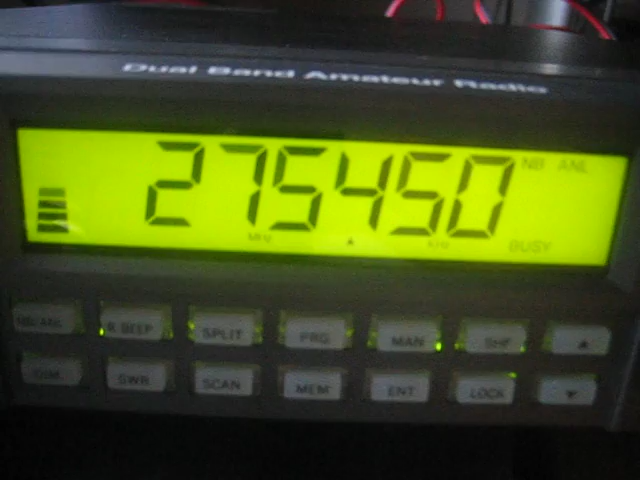 Dual Band Amateur Radio
275450 NB ANL
MHz ▲ KHz BUSY
NB/ANL R.BEEP SPLIT PRG MAN SHF ▲
DIM SWR SCAN MEM ENT LOCK ▼